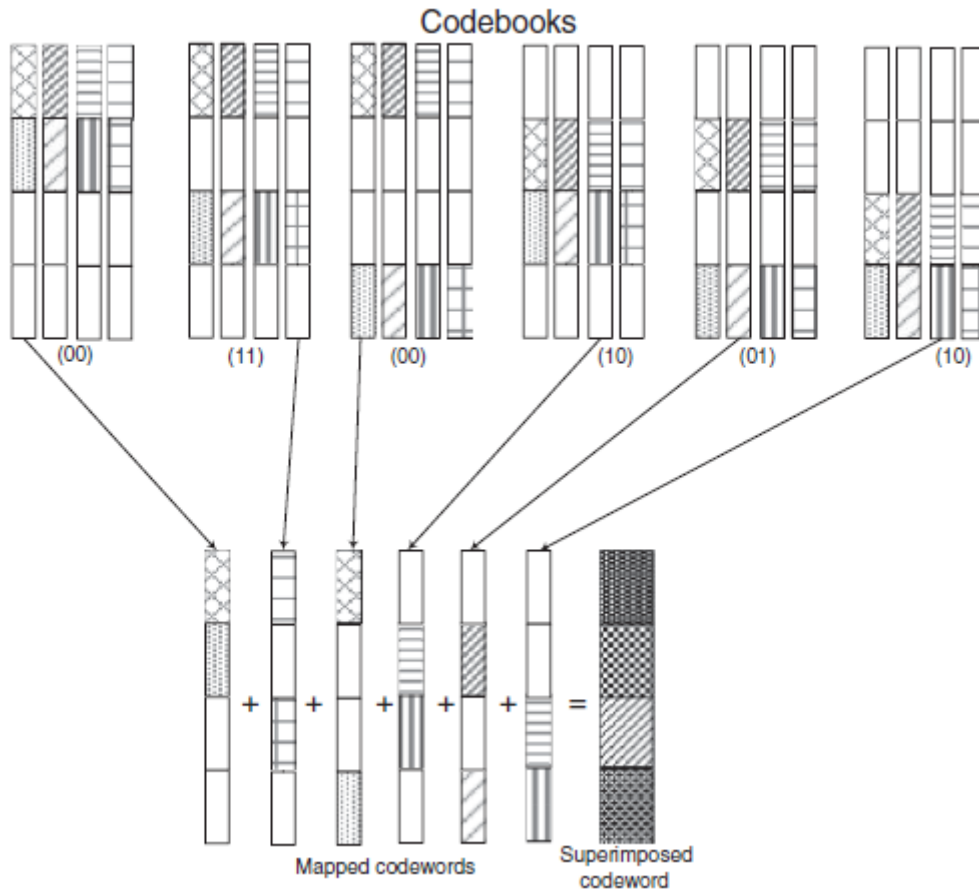 Codebooks
(00)
(11)
(00)
(10)
(01)
(10)
+ + + + + =
Mapped codewords
Superimposed
codeword